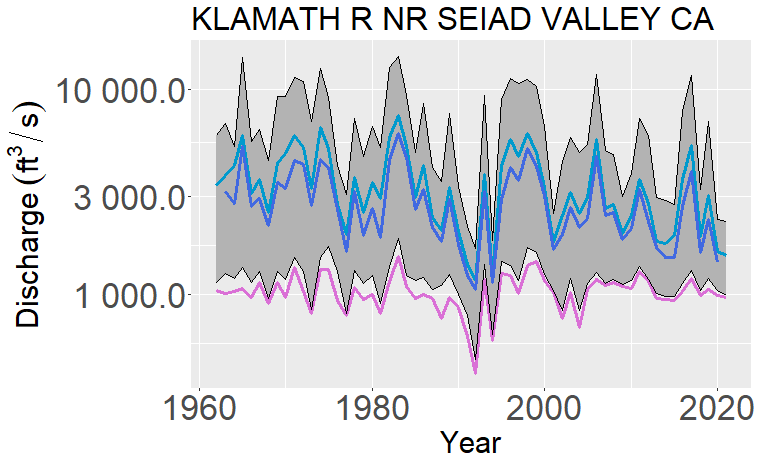 KLAMATH R NR SEIAD VALLEY CA
Discharge (ft³/s)
10 000.0
3 000.0
1 000.0
1960 1980 2000 2020
Year